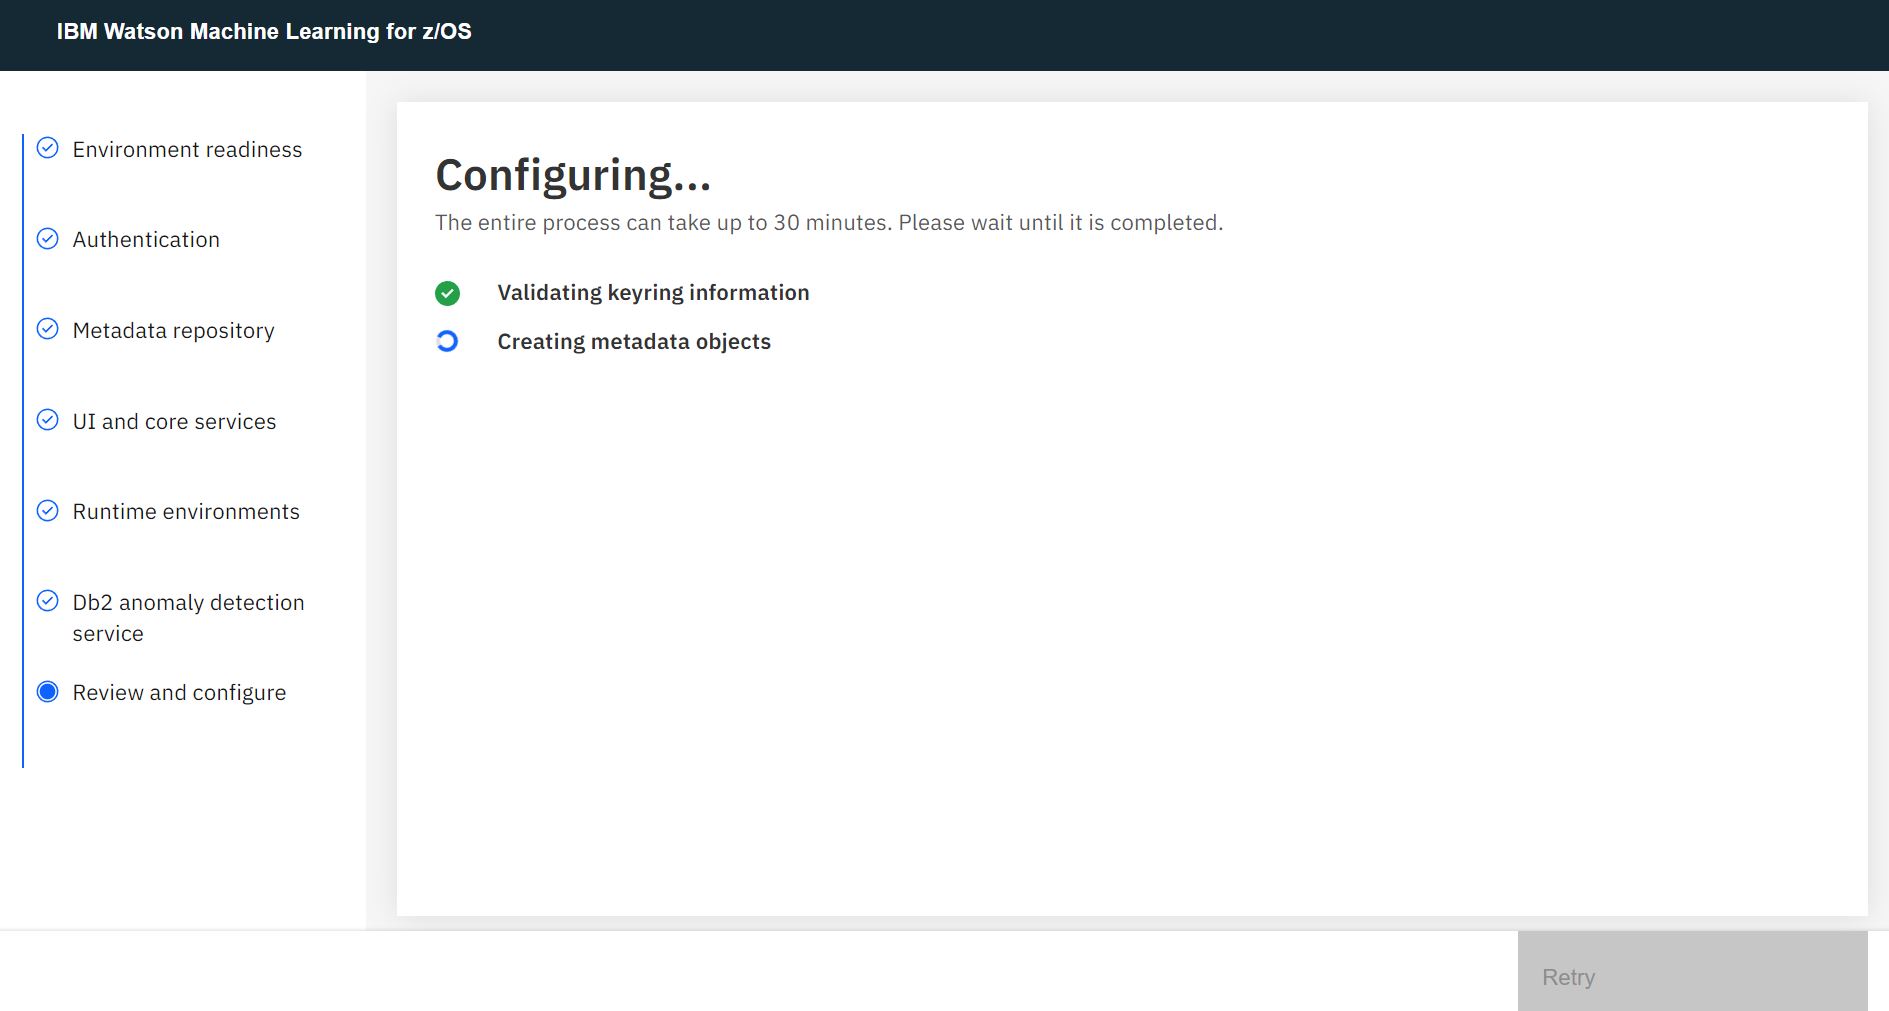 IBM Watson Machine Learning for z/OS
Environment readiness
Authentication
Metadata repository
UI and core services
Runtime environments
Db2 anomaly detection
service
Review and configure
Configuring...
The entire process can take up to 30 minutes. Please wait until it is completed.
Validating keyring information
Creating metadata objects
Retry